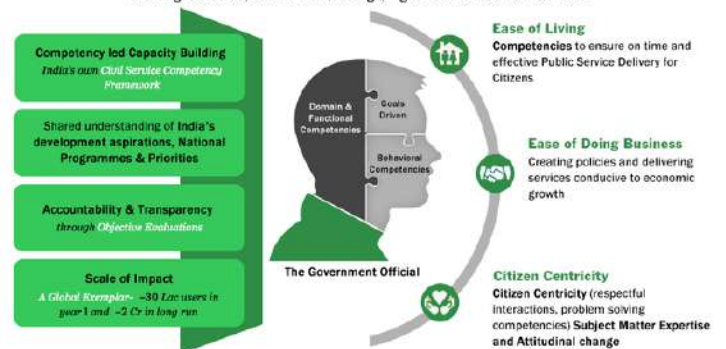 Competency led Capacity Building
India's own Civil Service Competency
Framework
Shared understanding of India's
development aspirations, National
Programmes & Priorities
Accountability & Transparency
through Objective Evaluations
Scale of Impact
A Global Exemplar- ~30 Lac users in
year 1 and ~2 Cr in long run
Domain &
Functional
Competencies
Goals
Driven
Behavioral
Competencies
The Government Official
Ease of Living
Competencies to ensure on time and
effective Public Service Delivery for
Citizens
Ease of Doing Business
Creating policies and delivering
services conducive to economic
growth
Citizen Centricity
Citizen Centricity (respectful
interactions, problem solving
competencies) Subject Matter Expertise
and Attitudinal change